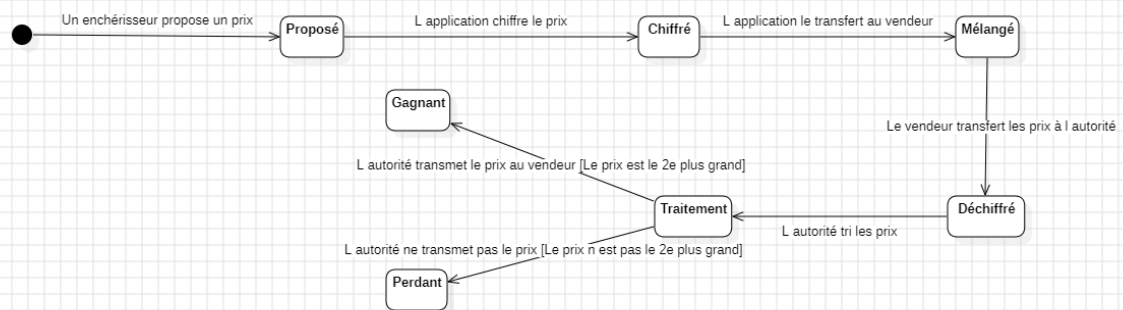 Un enchérisseur propose un prix
L application chiffre le prix
L application le transfert au vendeur
Proposé
Chiffré
Mélangé
Gagnant
Le vendeur transfert les prix à l autorité
L autorité transmet le prix au vendeur [Le prix est le 2e plus grand]
Traitement
Déchiffré
L autorité tri les prix
L autorité ne transmet pas le prix [Le prix n est pas le 2e plus grand]
Perdant